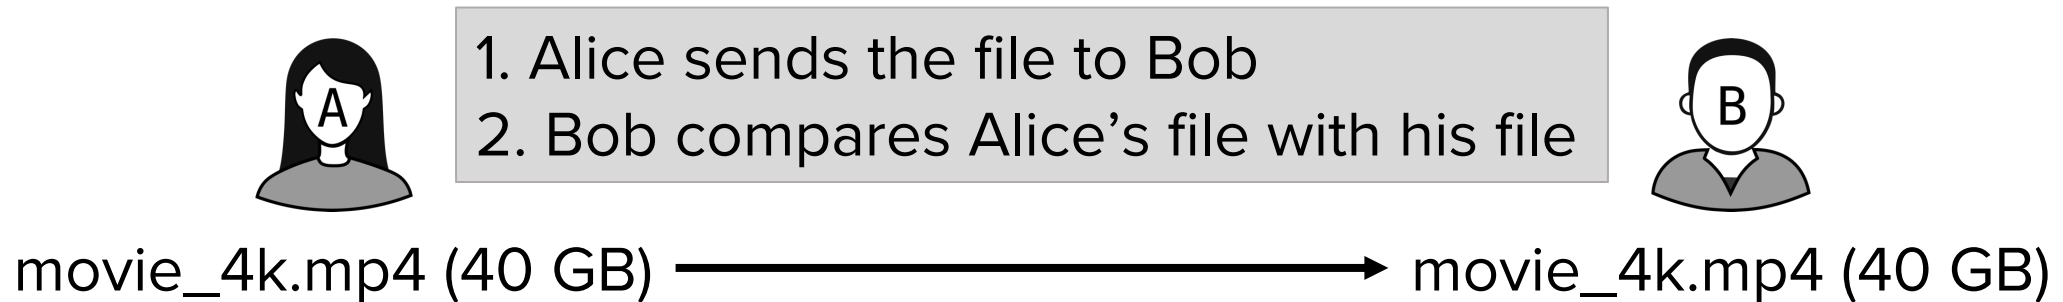 1. Alice sends the file to Bob
2. Bob compares Alice’s file with his file
A
B
movie_4k.mp4 (40 GB)
movie_4k.mp4 (40 GB)